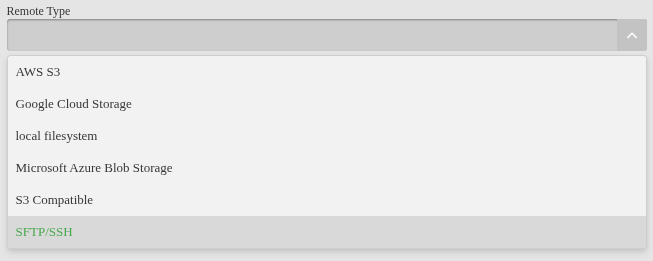 Remote Type
AWS S3
Google Cloud Storage
local filesystem
Microsoft Azure Blob Storage
S3 Compatible
SFTP/SSH